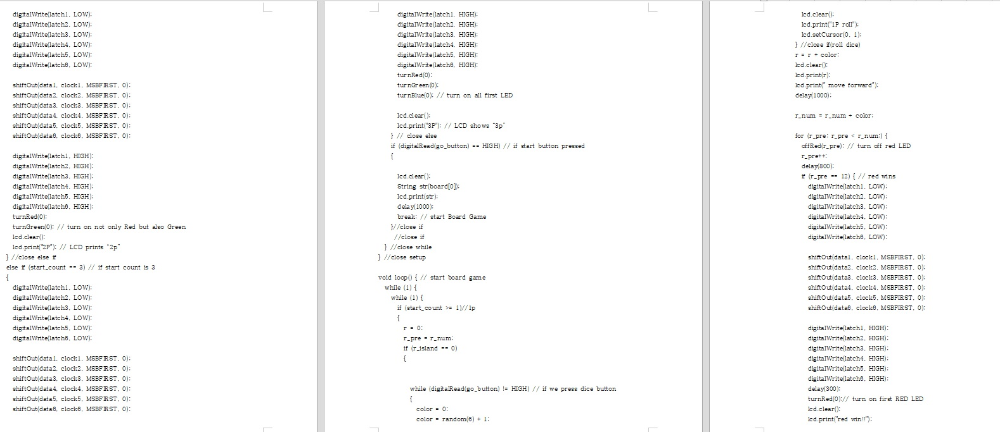 digitalWrite(latch1, LOW);
digitalWrite(latch2, LOW);
digitalWrite(latch3, LOW);
digitalWrite(latch4, LOW);
digitalWrite(latch5, LOW);
digitalWrite(latch6, LOW);
shiftOut(data1, clock1, MSBFIRST, 0);
shiftOut(data2, clock2, MSBFIRST, 0);
shiftOut(data3, clock3, MSBFIRST, 0);
shiftOut(data4, clock4, MSBFIRST, 0);
shiftOut(data5, clock5, MSBFIRST, 0);
shiftOut(data6, clock6, MSBFIRST, 0);
digitalWrite(latch1, HIGH);
digitalWrite(latch2, HIGH);
digitalWrite(latch3, HIGH);
digitalWrite(latch4, HIGH);
digitalWrite(latch5, HIGH);
digitalWrite(latch6, HIGH);
turnRed(0);
turnGreen(0); // turn on not only Red but also Green
lcd.clear();
lcd.print("2P"); // LCD prints "2p"
} //close else if
else if (start_count == 3) // if start count is 3
{
digitalWrite(latch1, LOW);
digitalWrite(latch2, LOW);
digitalWrite(latch3, LOW);
digitalWrite(latch4, LOW);
digitalWrite(latch5, LOW);
digitalWrite(latch6, LOW);
shiftOut(data1, clock1, MSBFIRST, 0);
shiftOut(data2, clock2, MSBFIRST, 0);
shiftOut(data3, clock3, MSBFIRST, 0);
shiftOut(data4, clock4, MSBFIRST, 0);
shiftOut(data5, clock5, MSBFIRST, 0);
shiftOut(data6, clock6, MSBFIRST, 0);
digitalWrite(latch1, HIGH);
digitalWrite(latch2, HIGH);
digitalWrite(latch3, HIGH);
digitalWrite(latch4, HIGH);
digitalWrite(latch5, HIGH);
digitalWrite(latch6, HIGH);
turnRed(0);
turnGreen(0);
turnBlue(0); // turn on all first LED
lcd.clear();
lcd.print("3P"); // LCD shows "3p"
} // close else
if (digitalRead(go_button) == HIGH) // if start button pressed
{
lcd.clear();
String str(board[0]);
lcd.print(str);
delay(1000);
break; // start Board Game
}//close if
//close if
} //close while
} //close setup
void loop() { // start board game
while (1) {
while (1) {
if (start_count >= 1)//1p
{
r = 0;
r_pre = r_num;
if (r_island == 0)
{
while (digitalRead(go_button) != HIGH) // if we press dice button
{
color = 0;
color = random(6) + 1;
lcd.clear();
lcd.print("1P roll");
lcd.setCursor(0, 1);
} //close if(roll dice)
r = r + color;
lcd.clear();
lcd.print(r);
lcd.print(" move forward");
delay(1000);
r_num = r_num + color;
for (r_pre; r_pre < r_num;) {
offRed(r_pre); // turn off red LED
r_pre++;
delay(800);
if (r_pre == 12) { // red wins
digitalWrite(latch1, LOW);
digitalWrite(latch2, LOW);
digitalWrite(latch3, LOW);
digitalWrite(latch4, LOW);
digitalWrite(latch5, LOW);
digitalWrite(latch6, LOW);
shiftOut(data1, clock1, MSBFIRST, 0);
shiftOut(data2, clock2, MSBFIRST, 0);
shiftOut(data3, clock3, MSBFIRST, 0);
shiftOut(data4, clock4, MSBFIRST, 0);
shiftOut(data5, clock5, MSBFIRST, 0);
shiftOut(data6, clock6, MSBFIRST, 0);
digitalWrite(latch1, HIGH);
digitalWrite(latch2, HIGH);
digitalWrite(latch3, HIGH);
digitalWrite(latch4, HIGH);
digitalWrite(latch5, HIGH);
digitalWrite(latch6, HIGH);
delay(300);
turnRed(0);// turn on first RED LED
lcd.clear();
lcd.print("red win!!");